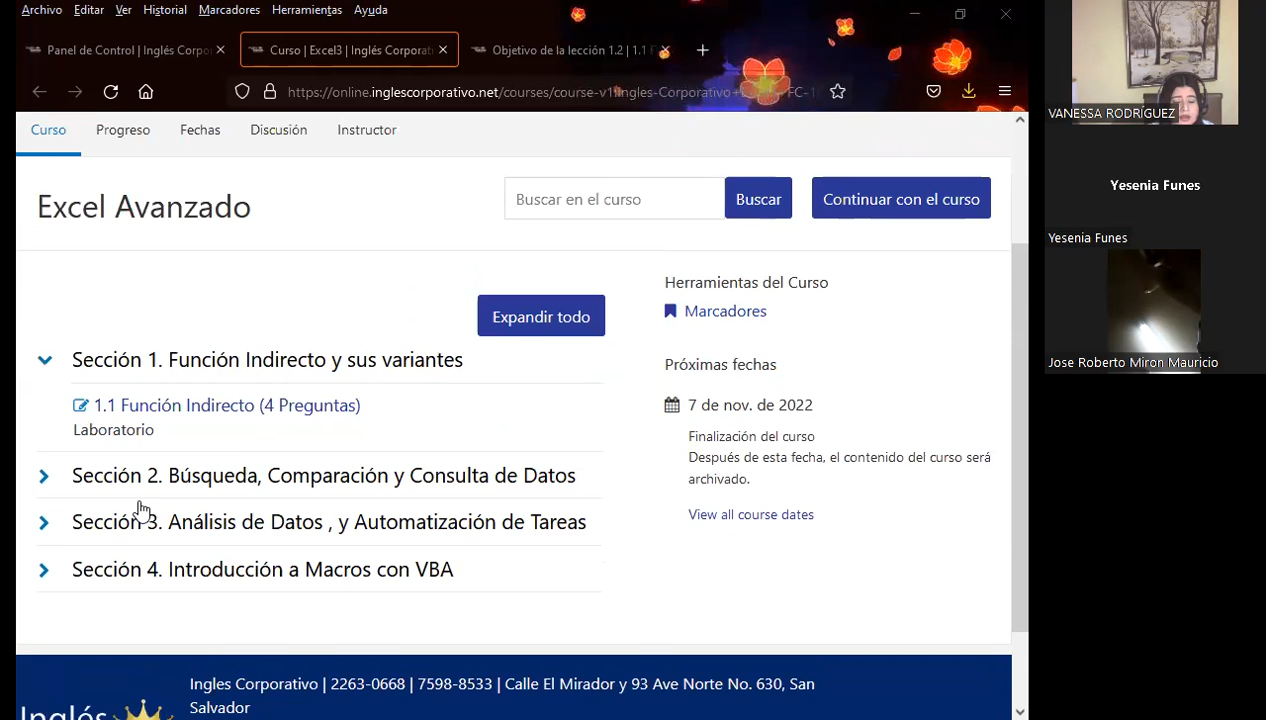 Archivo Editar Ver Historial Marcadores Herramientas Ayuda
Panel de Control | Inglés Corpo
Curso | Excel3 | Inglés Corporati
Objetivo de la lección 1.2 | 1.1 F
https://online.inglescorporativo.net/courses/course-v1:Ingles-Corporativo+
Curso Progreso Fechas Discusión Instructor
Excel Avanzado
Buscar en el curso
Buscar
Continuar con el curso
Expandir todo
Sección 1. Función Indirecto y sus variantes
1.1 Función Indirecto (4 Preguntas)
Laboratorio
Sección 2. Búsqueda, Comparación y Consulta de Datos
Sección 3. Análisis de Datos , y Automatización de Tareas
Sección 4. Introducción a Macros con VBA
Herramientas del Curso
Marcadores
Próximas fechas
7 de nov. de 2022
Finalización del curso
Después de esta fecha, el contenido del curso será
archivado.
View all course dates
Ingles Corporativo | 2263-0668 | 7598-8533 | Calle El Mirador y 93 Ave Norte No. 630, San
Salvador
Inglés
VANESSA RODRÍGUEZ
Yesenia Funes
Yesenia Funes
Jose Roberto Miron Mauricio